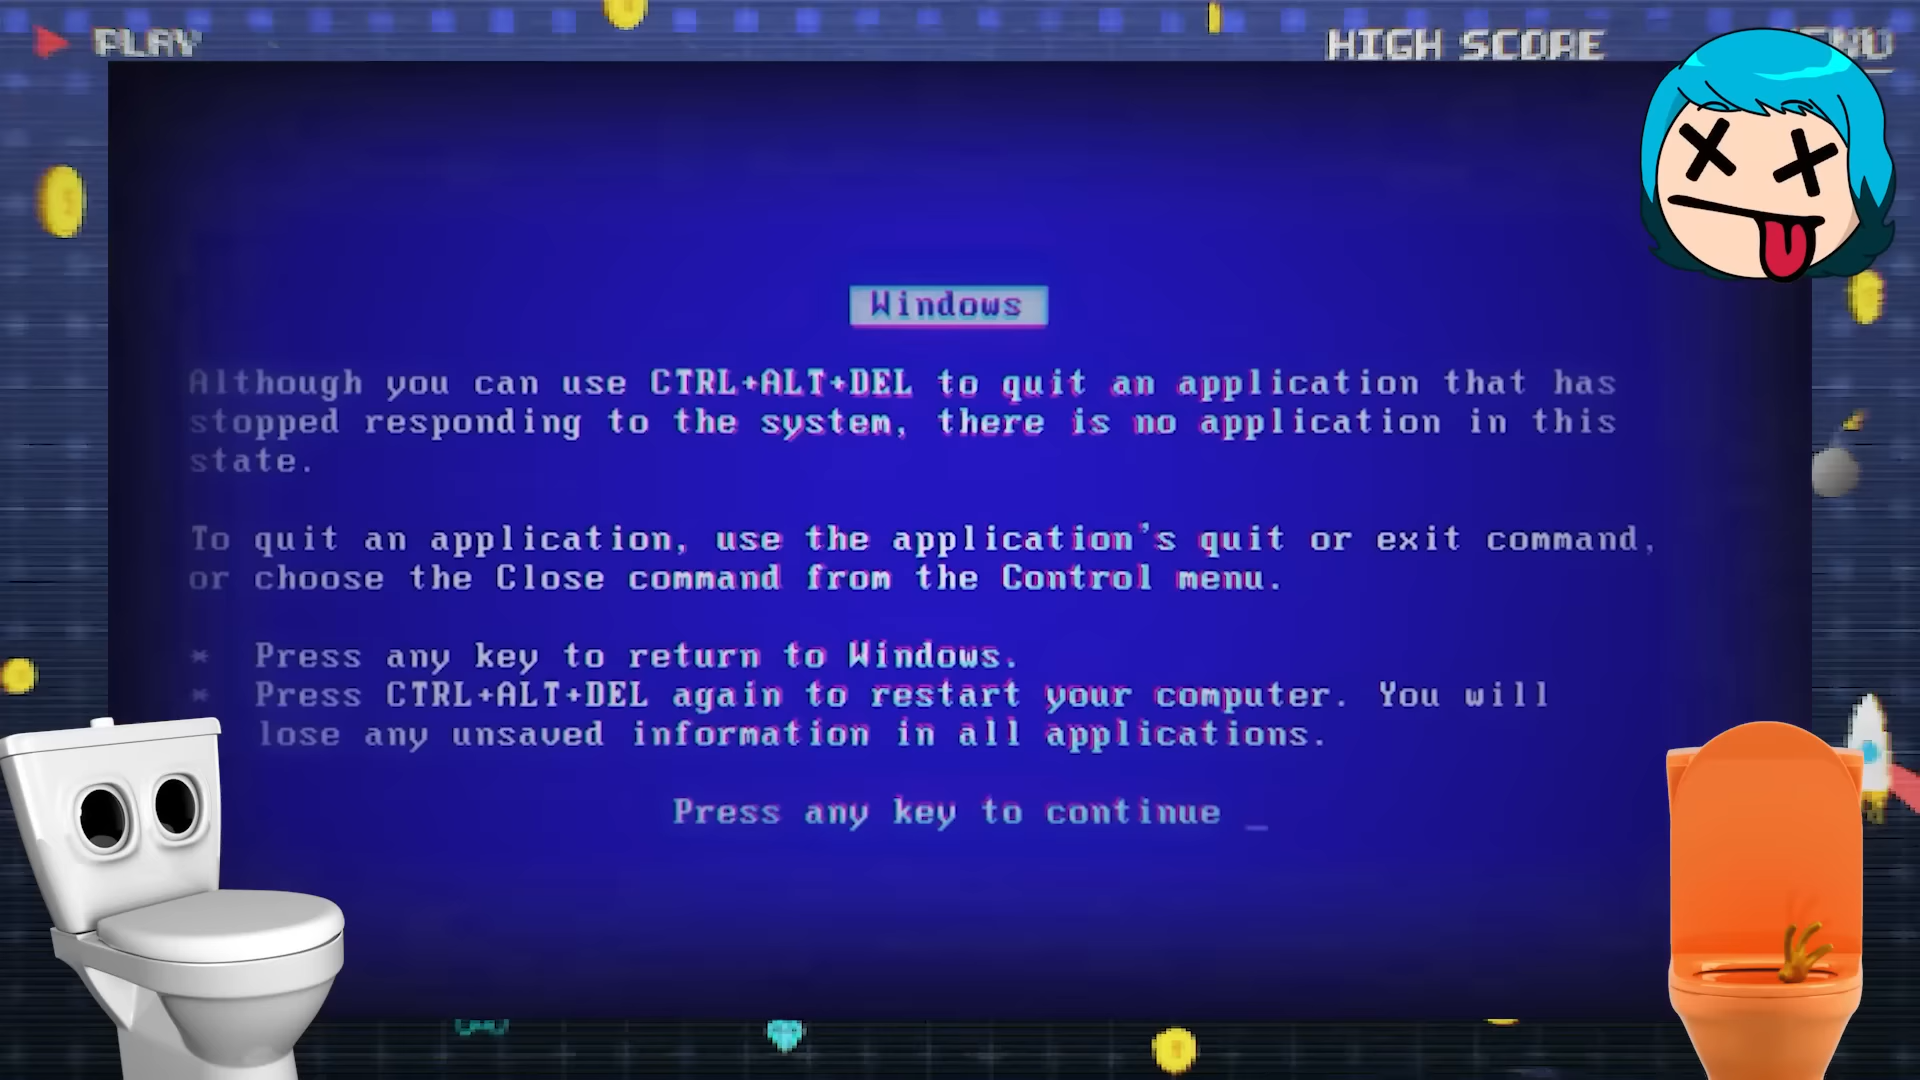 PLAY
HIGH SCORE
Windows
Although you can use CTRL+ALT+DEL to quit an application that has
stopped responding to the system, there is no application in this
state.
To quit an application, use the application's quit or exit command,
or choose the Close command from the Control menu.
* Press any key to return to Windows.
* Press CTRL+ALT+DEL again to restart your computer. You will
lose any unsaved information in all applications.
Press any key to continue _